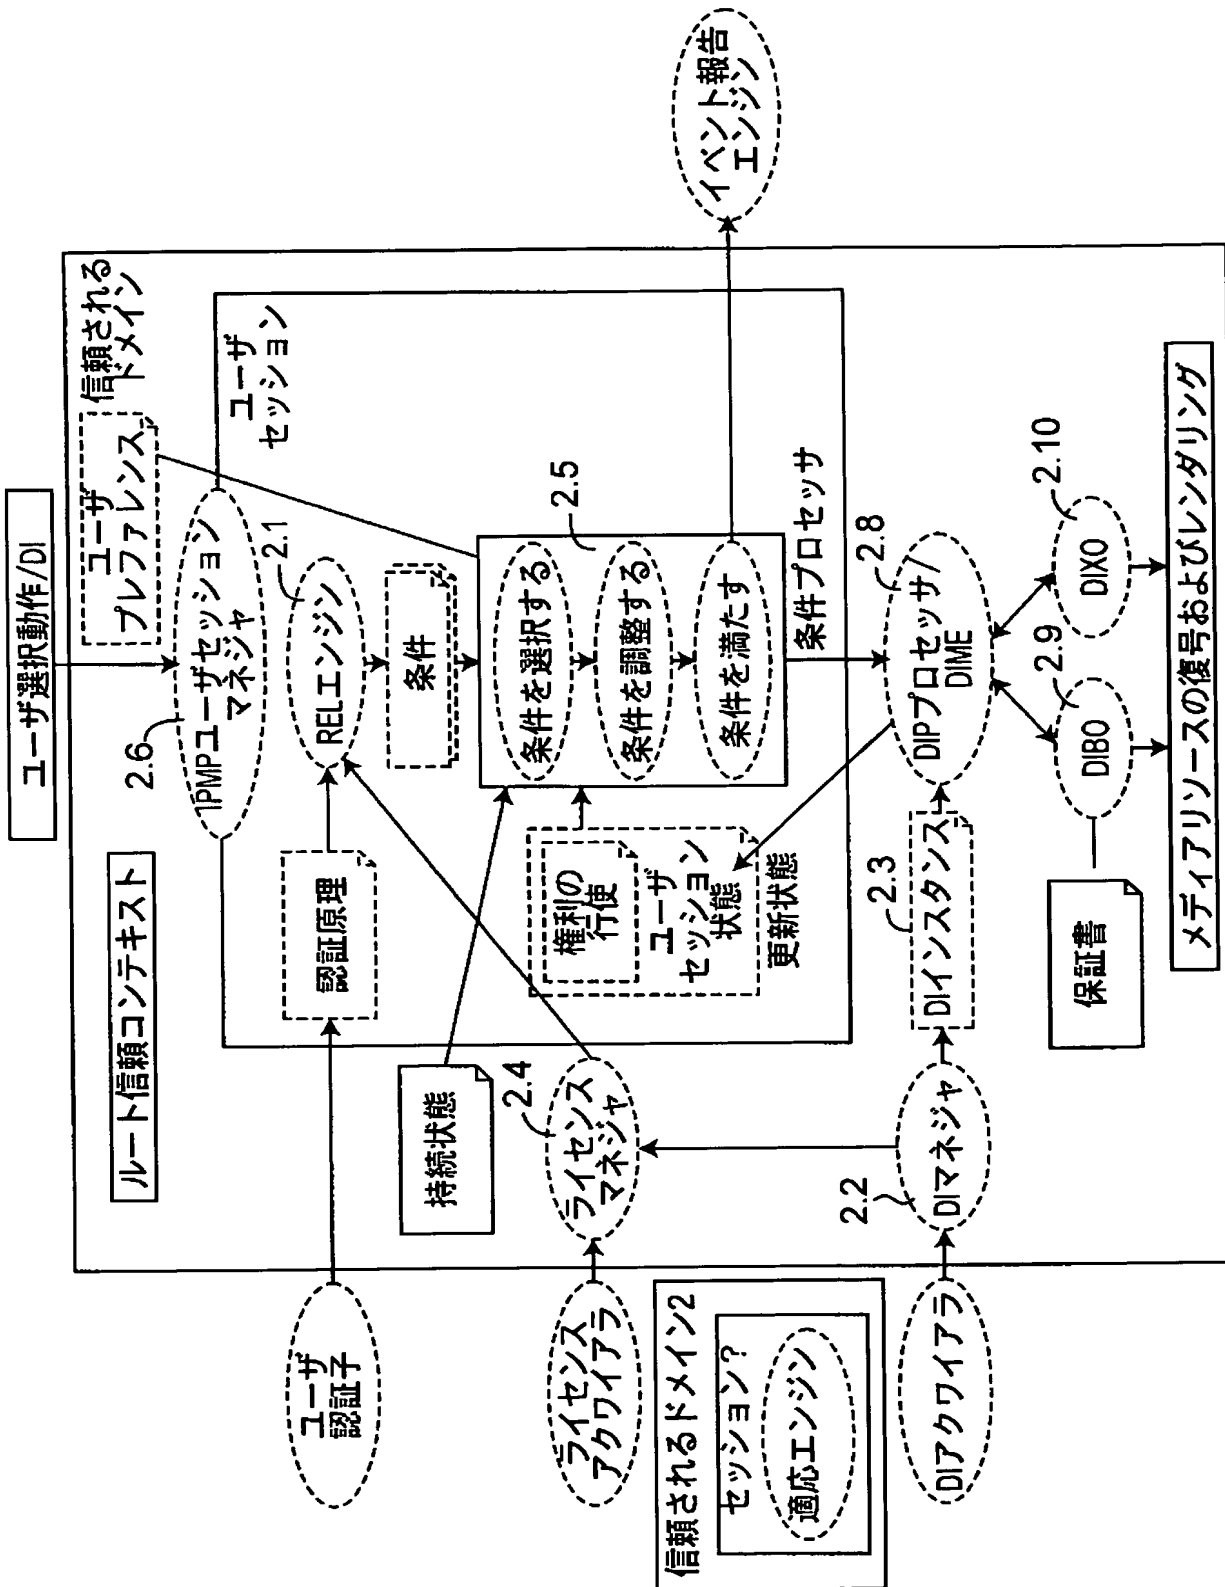 ユーザ選択動作/DI
ルート信頼コンテキスト
ユーザ
プレファレンス
信頼される
ドメイン
2.6
IPMPユーザセッション
マネジャ
ユーザ
セッション
ユーザ
認証子
認証原理
RELエンジン
2.1
条件
持続状態
権利の
行使
ユーザ
セッション
状態
更新状態
条件を選択する
条件を調整する
条件を満たす
2.5
条件プロセッサ
イベント報告
エンジン
ライセンス
アクワイアラ
ライセンス
マネジャ
2.4
信頼されるドメイン2
セッション?
適応エンジン
DIアクワイアラ
2.2
DIマネジャ
DIインスタンス
2.3
DIPプロセッサ/
DIME
2.8
保証書
DIBO
2.9
DIXO
2.10
メディアリソースの復号およびレンダリング